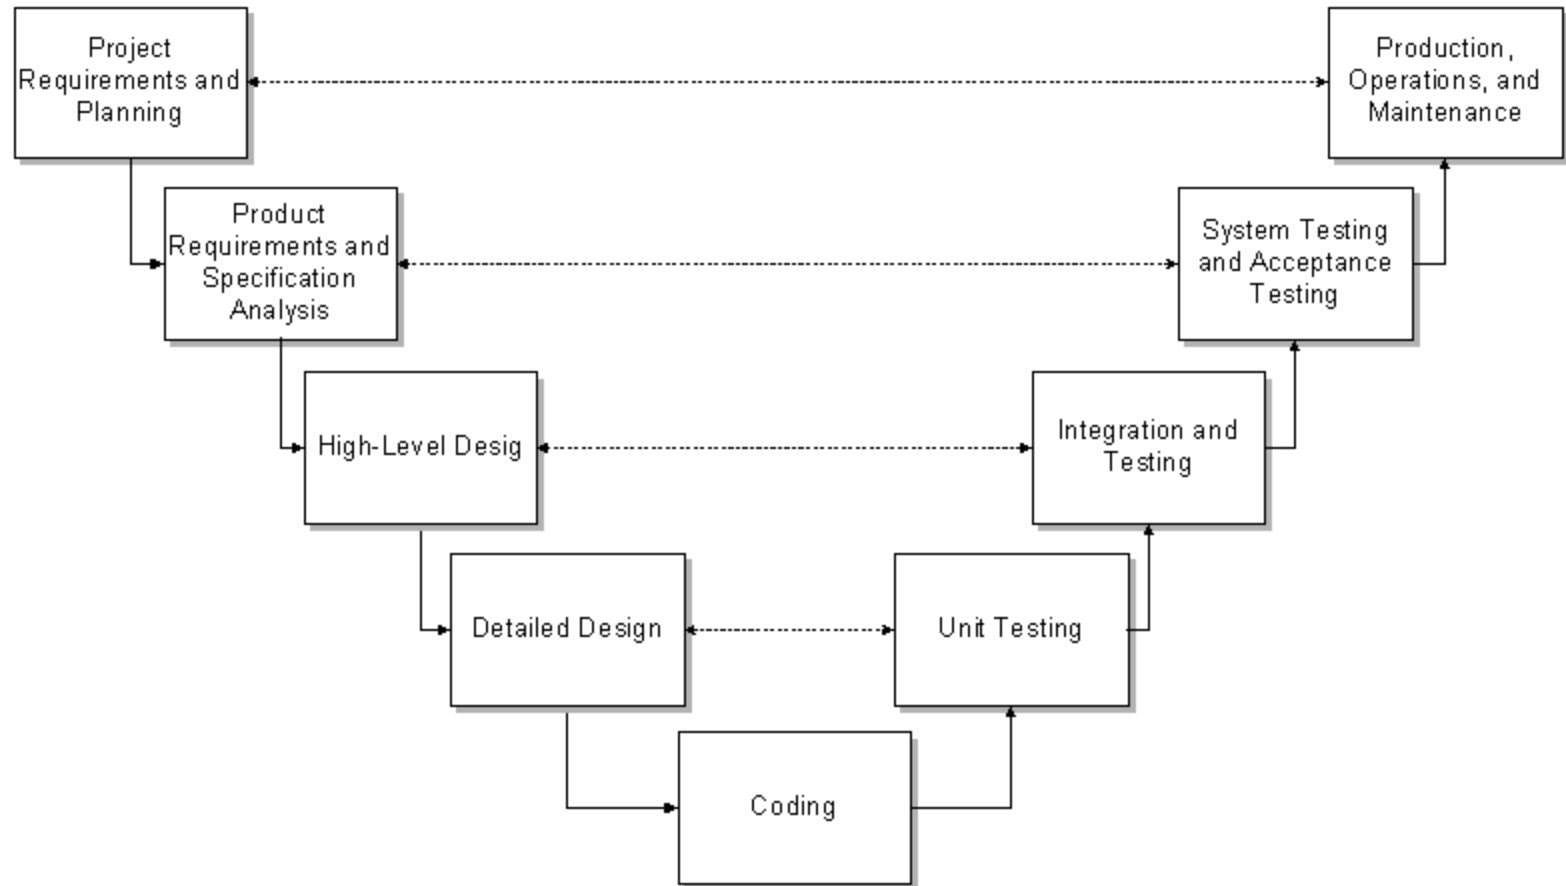 Project
Requirements and
Planning
Production,
Operations, and
Maintenance
Product
Requirements and
Specification
Analysis
System Testing
and Acceptance
Testing
High-Level Desig
Integration and
Testing
Detailed Design
Unit Testing
Coding